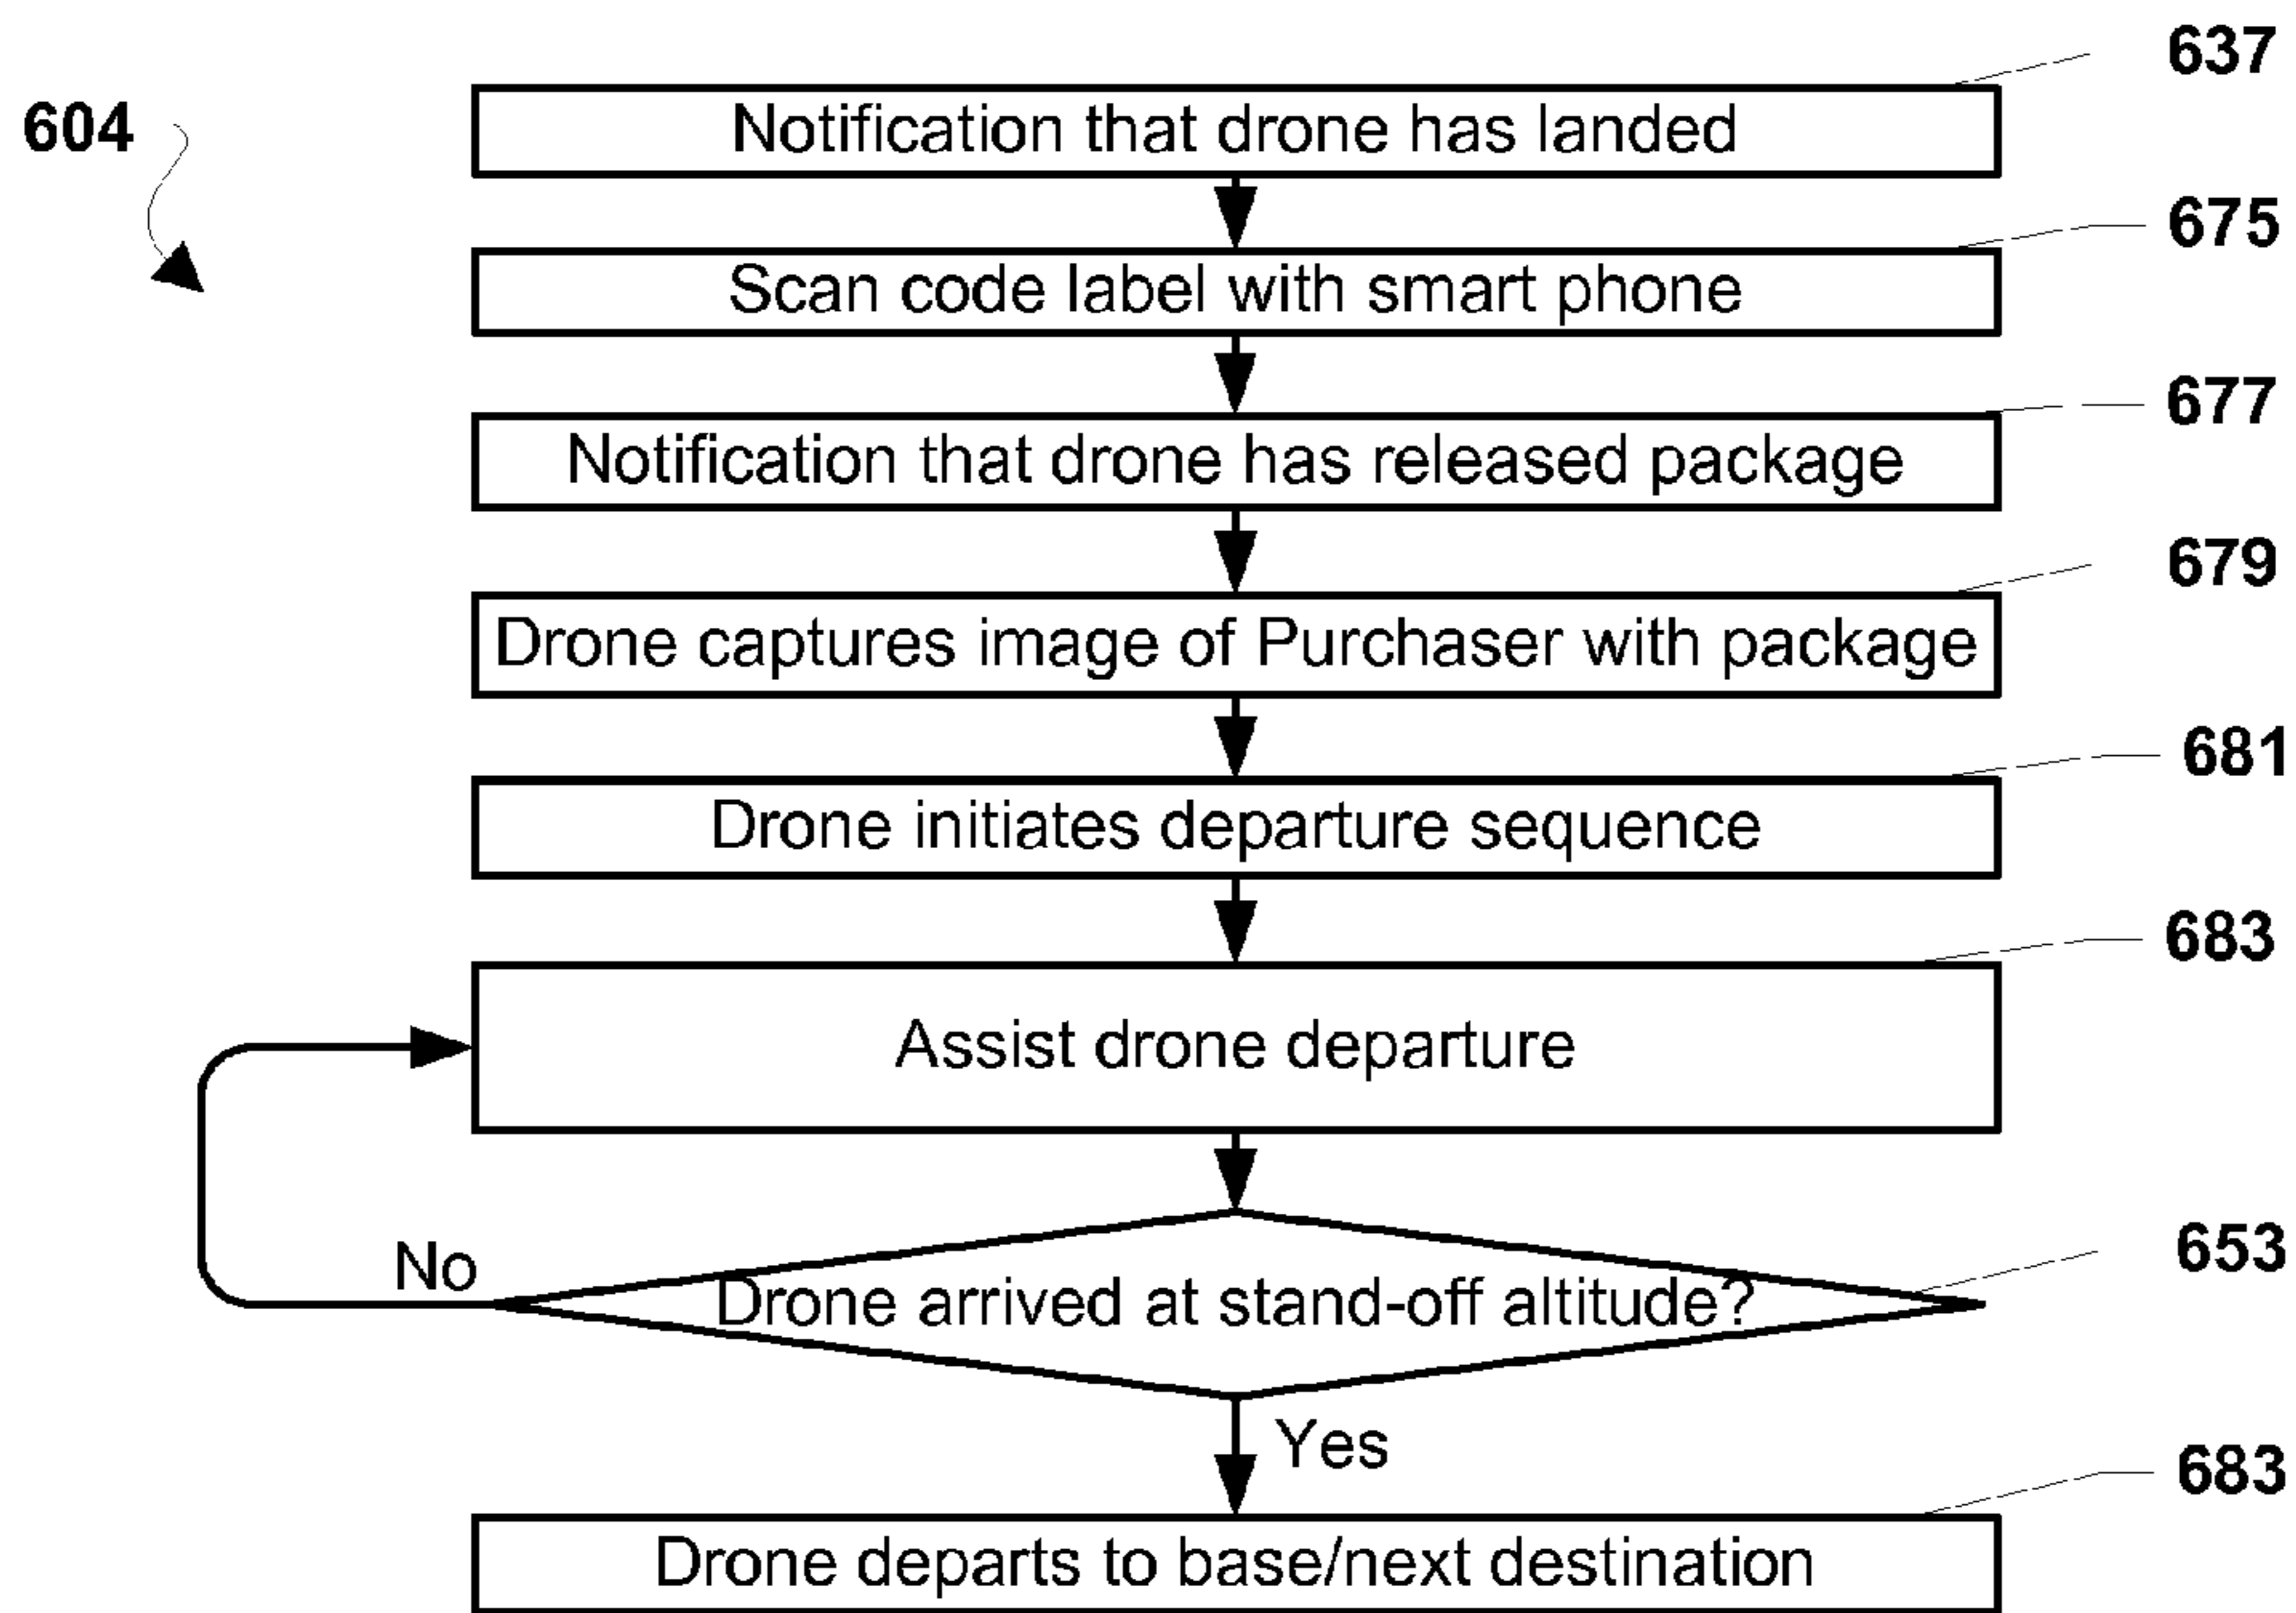 637
604
Notification that drone has landed
675
Scan code label with smart phone
677
Notification that drone has released package
679
Drone captures image of Purchaser with package
681
Drone initiates departure sequence
683
Assist drone departure
653
No
Drone arrived at stand-off altitude?
Yes
683
Drone departs to base/next destination